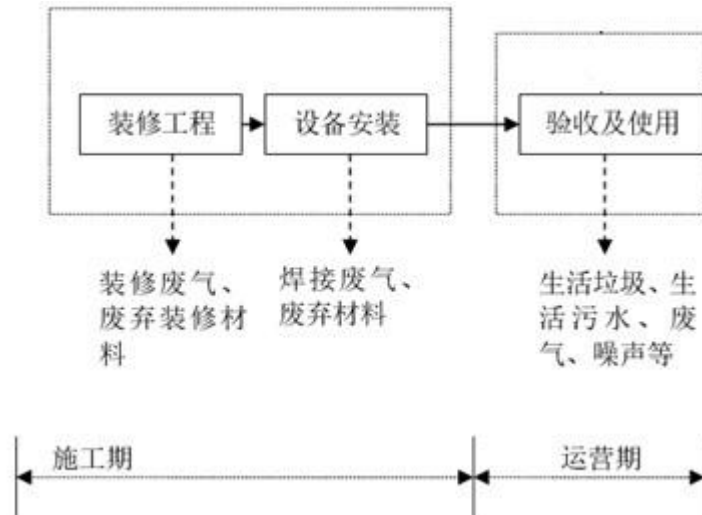 装修工程
设备安装
验收及使用
装修废气、
废弃装修材
料
焊接废气、
废弃材料
生活垃圾、生
活污水、废
气、噪声等
施工期
运营期